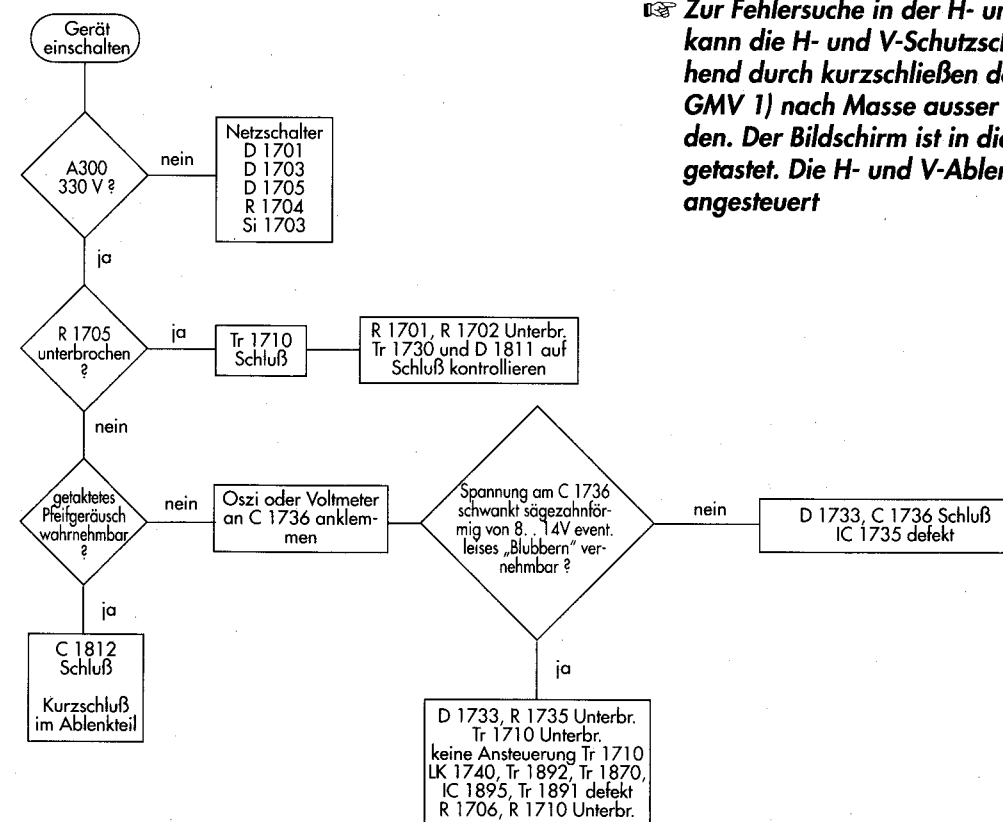 Gerät
einschalten
☞ Zur Fehlersuche in der H- un
kann die H- und V-Schutzsch
hend durch kurzschließen de
GMV 1) nach Masse ausser
den. Der Bildschirm ist in die
getastet. Die H- und V-Ablen
angesteuert
A300
330 V ?
nein
Netzschalter
D 1701
D 1703
D 1705
R 1704
Si 1703
ja
R 1705
unterbrochen
?
ja
Tr 1710
Schluß
R 1701, R 1702 Unterbr.
Tr 1730 und D 1811 auf
Schluß kontrollieren
nein
getaktetes
Pfeifgeräusch
wahrnehmbar
?
nein
Oszi oder Voltmeter
an C 1736 anklem-
men
Spannung am C 1736
schwankt sägezahnför-
mig von 8. . 14V event.
leises „Blubbern" ver-
nehmbar ?
nein
D 1733, C 1736 Schluß
IC 1735 defekt
ja
C 1812
Schluß
Kurzschluß
im Ablenkteil
ja
D 1733, R 1735 Unterbr.
Tr 1710 Unterbr.
keine Ansteuerung Tr 1710
LK 1740, Tr 1892, Tr 1870,
IC 1895, Tr 1891 defekt
R 1706, R 1710 Unterbr.